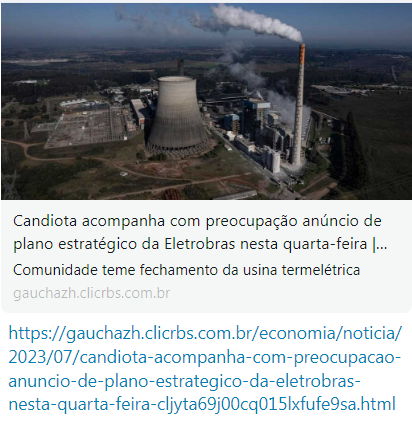 Candiota acompanha com preocupação anúncio de
plano estratégico da Eletrobras nesta quarta-feira |...
Comunidade teme fechamento da usina termelétrica
gauchazh.clicrbs.com.br
https://gauchazh.clicrbs.com.br/economia/noticia/
2023/07/candiota-acompanha-com-preocupacao-
anuncio-de-plano-estrategico-da-eletrobras-
nesta-quarta-feira-cljyta69j00cq015lxfufe9sa.html